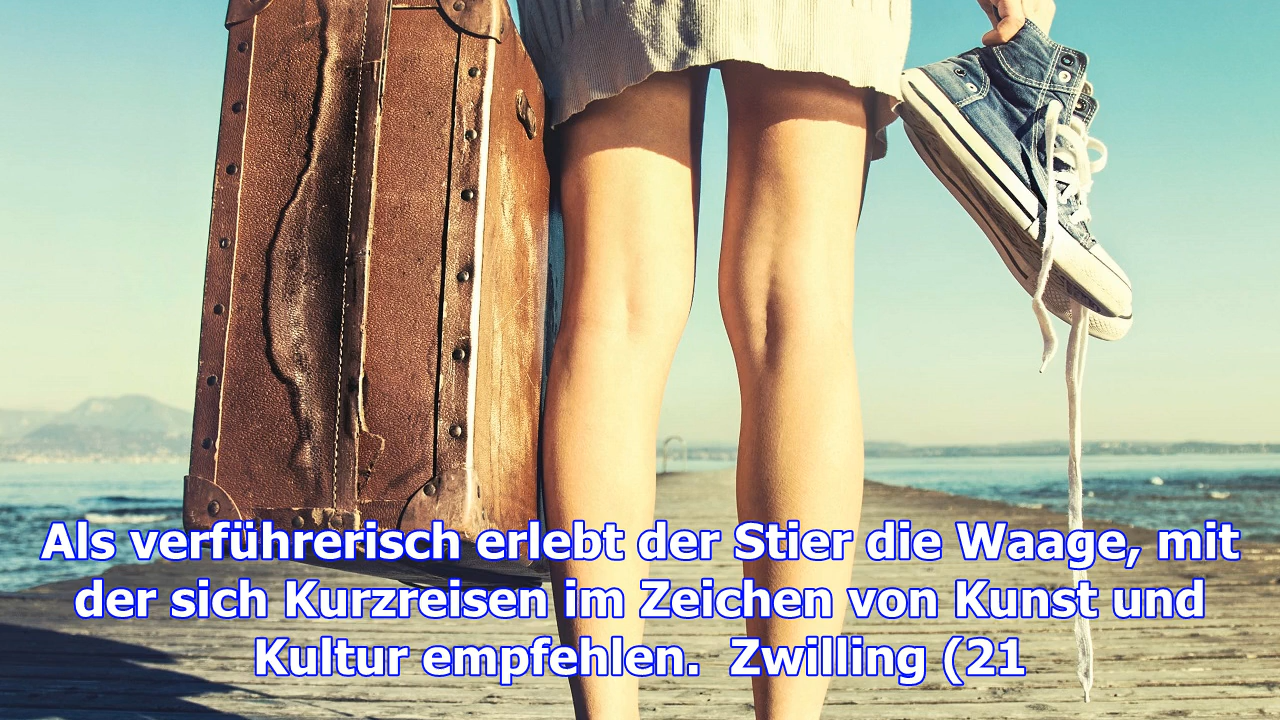 Als verführerisch erlebt der Stier die Waage, mit
der sich Kurzreisen im Zeichen von Kunst und
Kultur empfehlen.  Zwilling (21